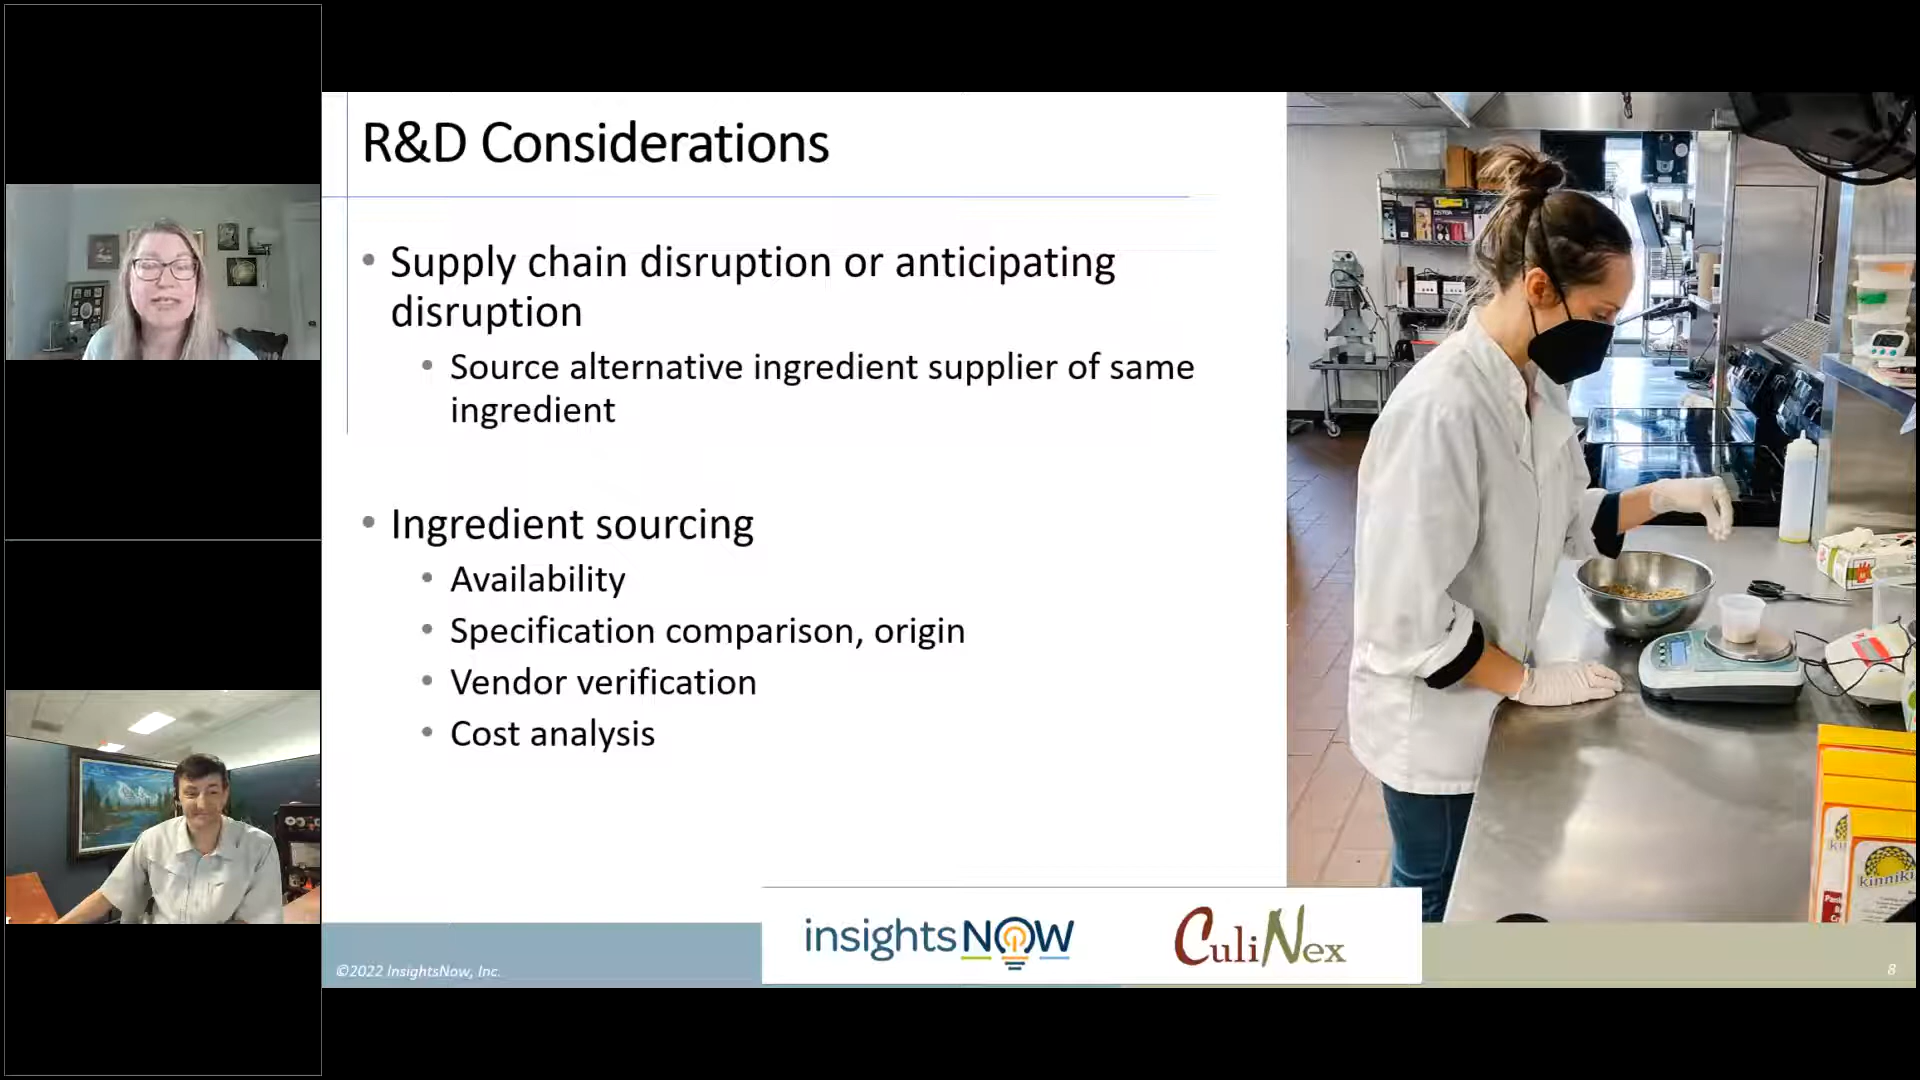 R&D Considerations
• Supply chain disruption or anticipating
disruption
• Source alternative ingredient supplier of same
ingredient
• Ingredient sourcing
• Availability
• Specification comparison, origin
• Vendor verification
• Cost analysis
insightsNOW
CuliNex
©2022 InsightsNow, Inc.
8